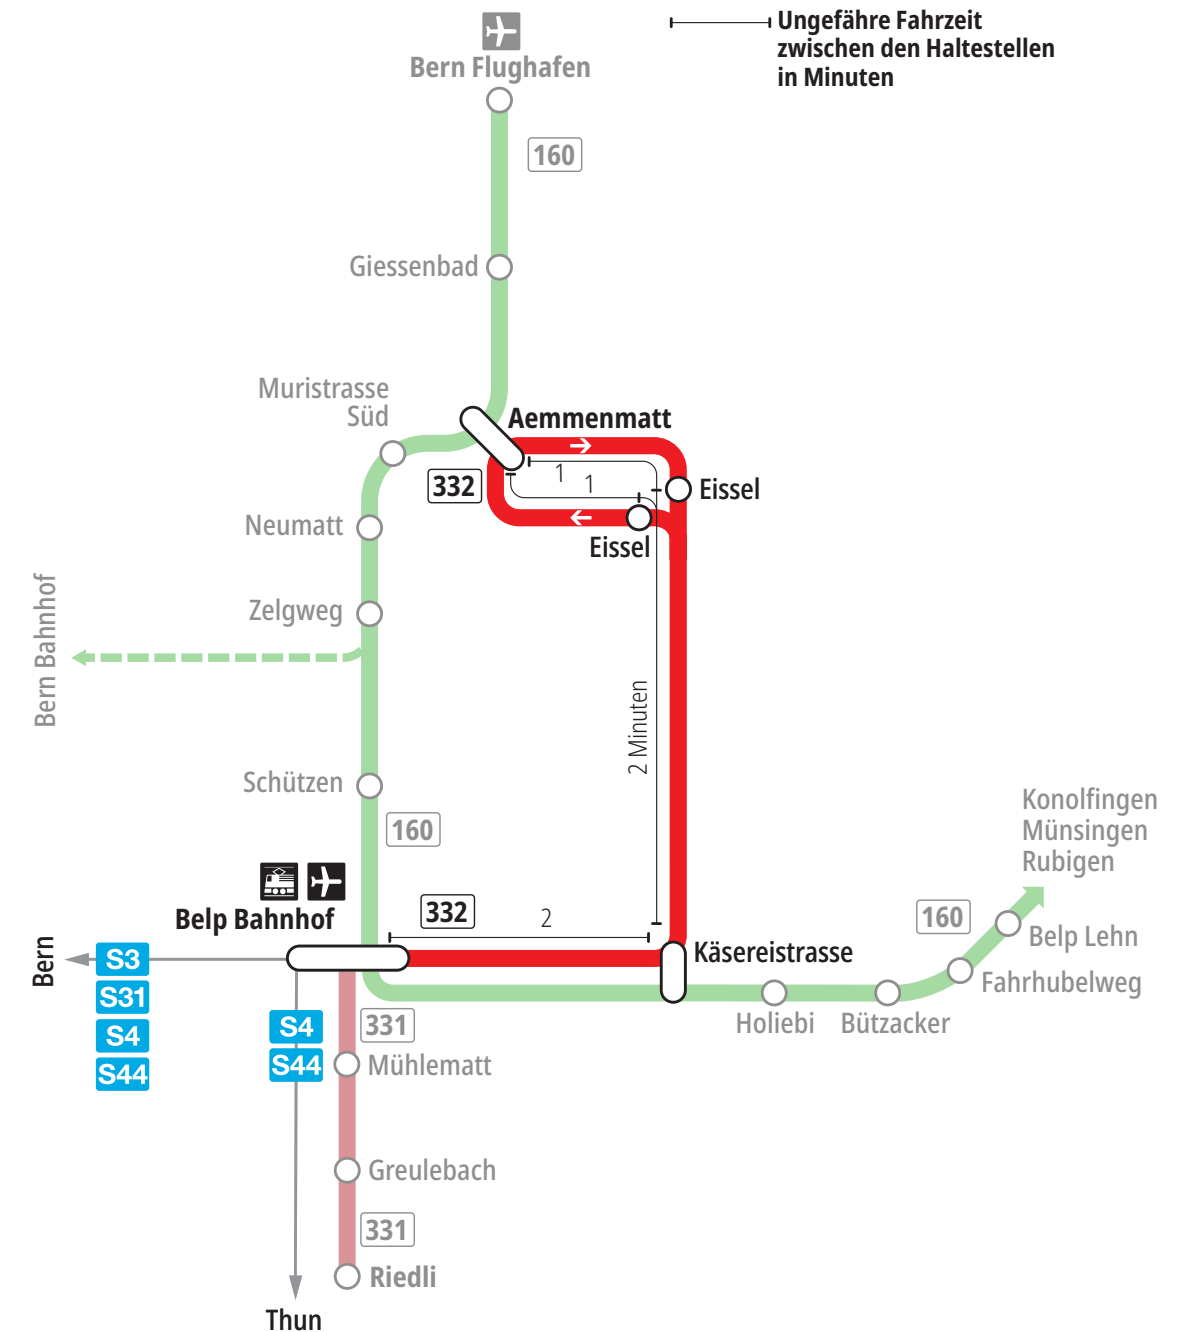 Ungefähre Fahrzeit
zwischen den Haltestellen
in Minuten
Bern Flughafen
160
Giessenbad
Muristrasse
Süd
Aemmenmatt
1
1
332
Eissel
Eissel
Neumatt
Zelgweg
Bern Bahnhof
2 Minuten
Schützen
160
Konolfingen
Münsingen
Rubigen
Belp Bahnhof
332
2
160
Belp Lehn
Käsereistrasse
Fahrhubelweg
Bern
S3
S31
S4
S44
S4
S44
331
Holiebi
Bützacker
Mühlematt
Greulebach
331
Riedli
Thun